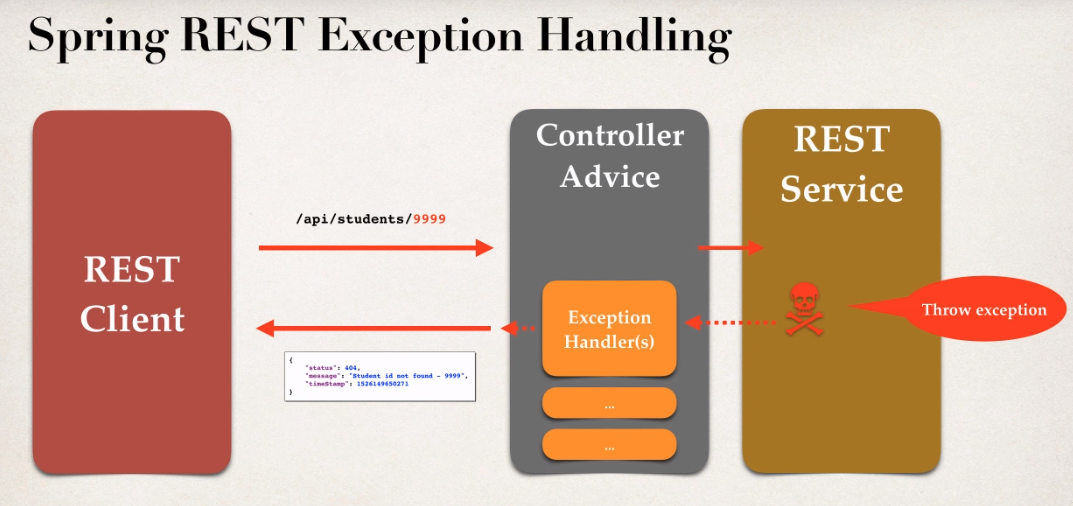 Spring REST Exception Handling
REST
Client
/api/students/9999
{
"status": 404,
"message": "Student id not found - 9999",
"timeStamp": 1526149650271
}
Controller
Advice
Exception
Handler(s)
...
...
REST
Service
Throw exception